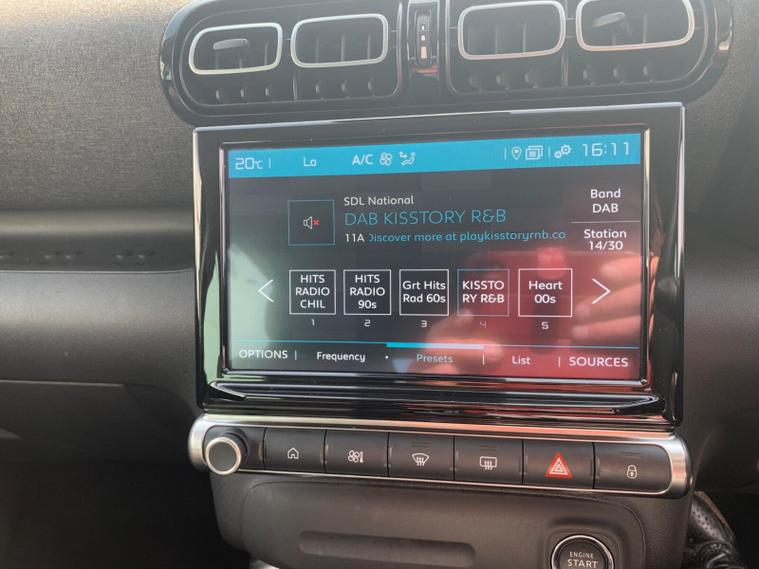 20°C | Lo A/C 16:11
SDL National
DAB KISSTORY R&B
11A Discover more at playkisstoryrnb.co
Band
DAB
Station
14/30
HITS
RADIO
CHIL
1
HITS
RADIO
90s
2
Grt Hits
Rad 60s
3
KISSTO
RY R&B
4
Heart
00s
5
OPTIONS | Frequency • Presets | List | SOURCES
ENGINE
START